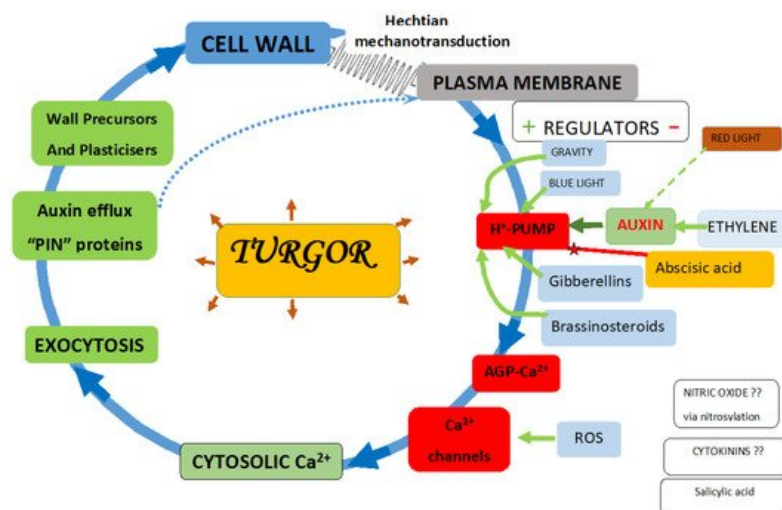 Hechtian
mechanotransduction
CELL WALL
PLASMA MEMBRANE
+ REGULATORS −
Wall Precursors
And Plasticisers
GRAVITY
RED LIGHT
BLUE LIGHT
Auxin efflux
“PIN” proteins
TURGOR
H⁺-PUMP
AUXIN
ETHYLENE
Abscisic acid
Gibberellins
Brassinosteroids
EXOCYTOSIS
AGP-Ca²⁺
NITRIC OXIDE ??
via nitrosylation
Ca²⁺
channels
ROS
CYTOSOLIC Ca²⁺
CYTOKININS ??
Salicylic acid